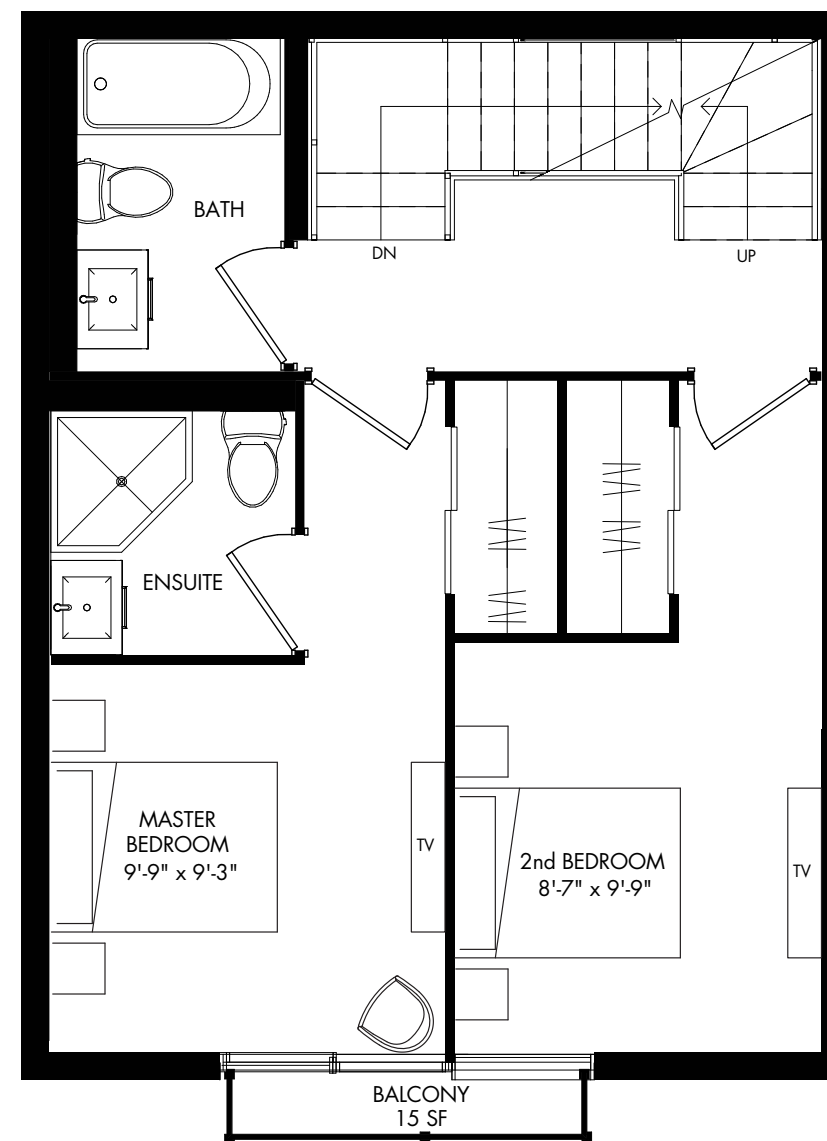 BATH
DN
UP
ENSUITE
MASTER
BEDROOM
9'-9" x 9'-3"
TV
2nd BEDROOM
8'-7" x 9'-9"
TV
BALCONY
15 SF